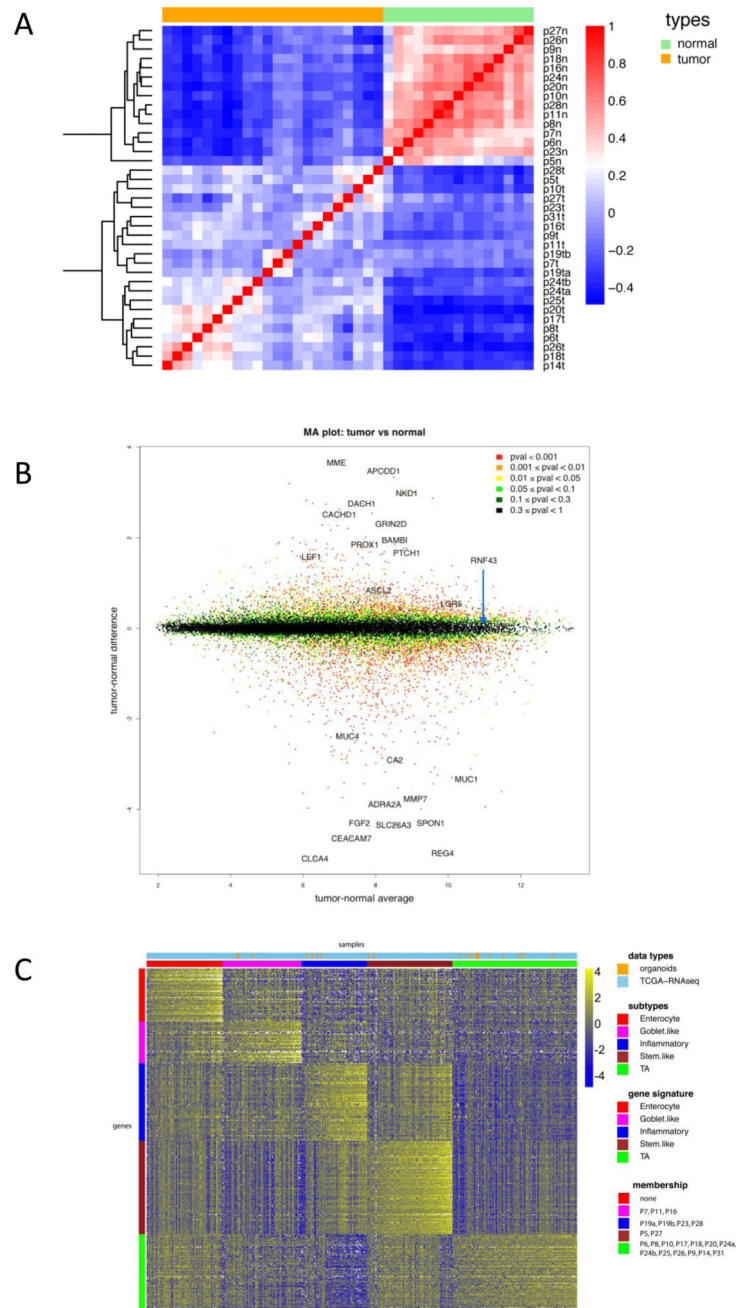 A
types
normal
tumor
1
0.8
0.6
0.4
0.2
0
-0.2
-0.4
p27n
p26n
p9n
p18n
p16n
p24n
p20n
p10n
p28n
p11n
p8n
p7n
p6n
p23n
p5n
p28t
p5t
p10t
p27t
p23t
p31t
p16t
p9t
p11t
p19tb
p7t
p19ta
p24tb
p24ta
p25t
p20t
p17t
p8t
p6t
p26t
p18t
p14t
B
MA plot: tumor vs normal
pval < 0.001
0.001 ≤ pval < 0.01
0.01 ≤ pval < 0.05
0.05 ≤ pval < 0.1
0.1 ≤ pval < 0.3
0.3 ≤ pval < 1
MME
APCDD1
NKD1
DACH1
CACHD1
GRIN2D
BAMBI
PROX1
PTCH1
LEF1
RNF43
ASCL2
LGR5
MUC4
CA2
MUC1
MMP7
ADRA2A
FGF2
SLC26A3
SPON1
CEACAM7
REG4
CLCA4
4
2
0
-2
-4
tumor-normal difference
2
4
6
8
10
12
tumor-normal average
C
samples
genes
4
2
0
-2
-4
data types
organoids
TCGA-RNAseq
subtypes
Enterocyte
Goblet.like
Inflammatory
Stem.like
TA
gene signature
Enterocyte
Goblet.like
Inflammatory
Stem.like
TA
membership
none
P7, P11, P16
P19a, P19b, P23, P28
P5, P27
P6, P8, P10, P17, P18, P20, P24a,
P24b, P25, P26, P9, P14, P31